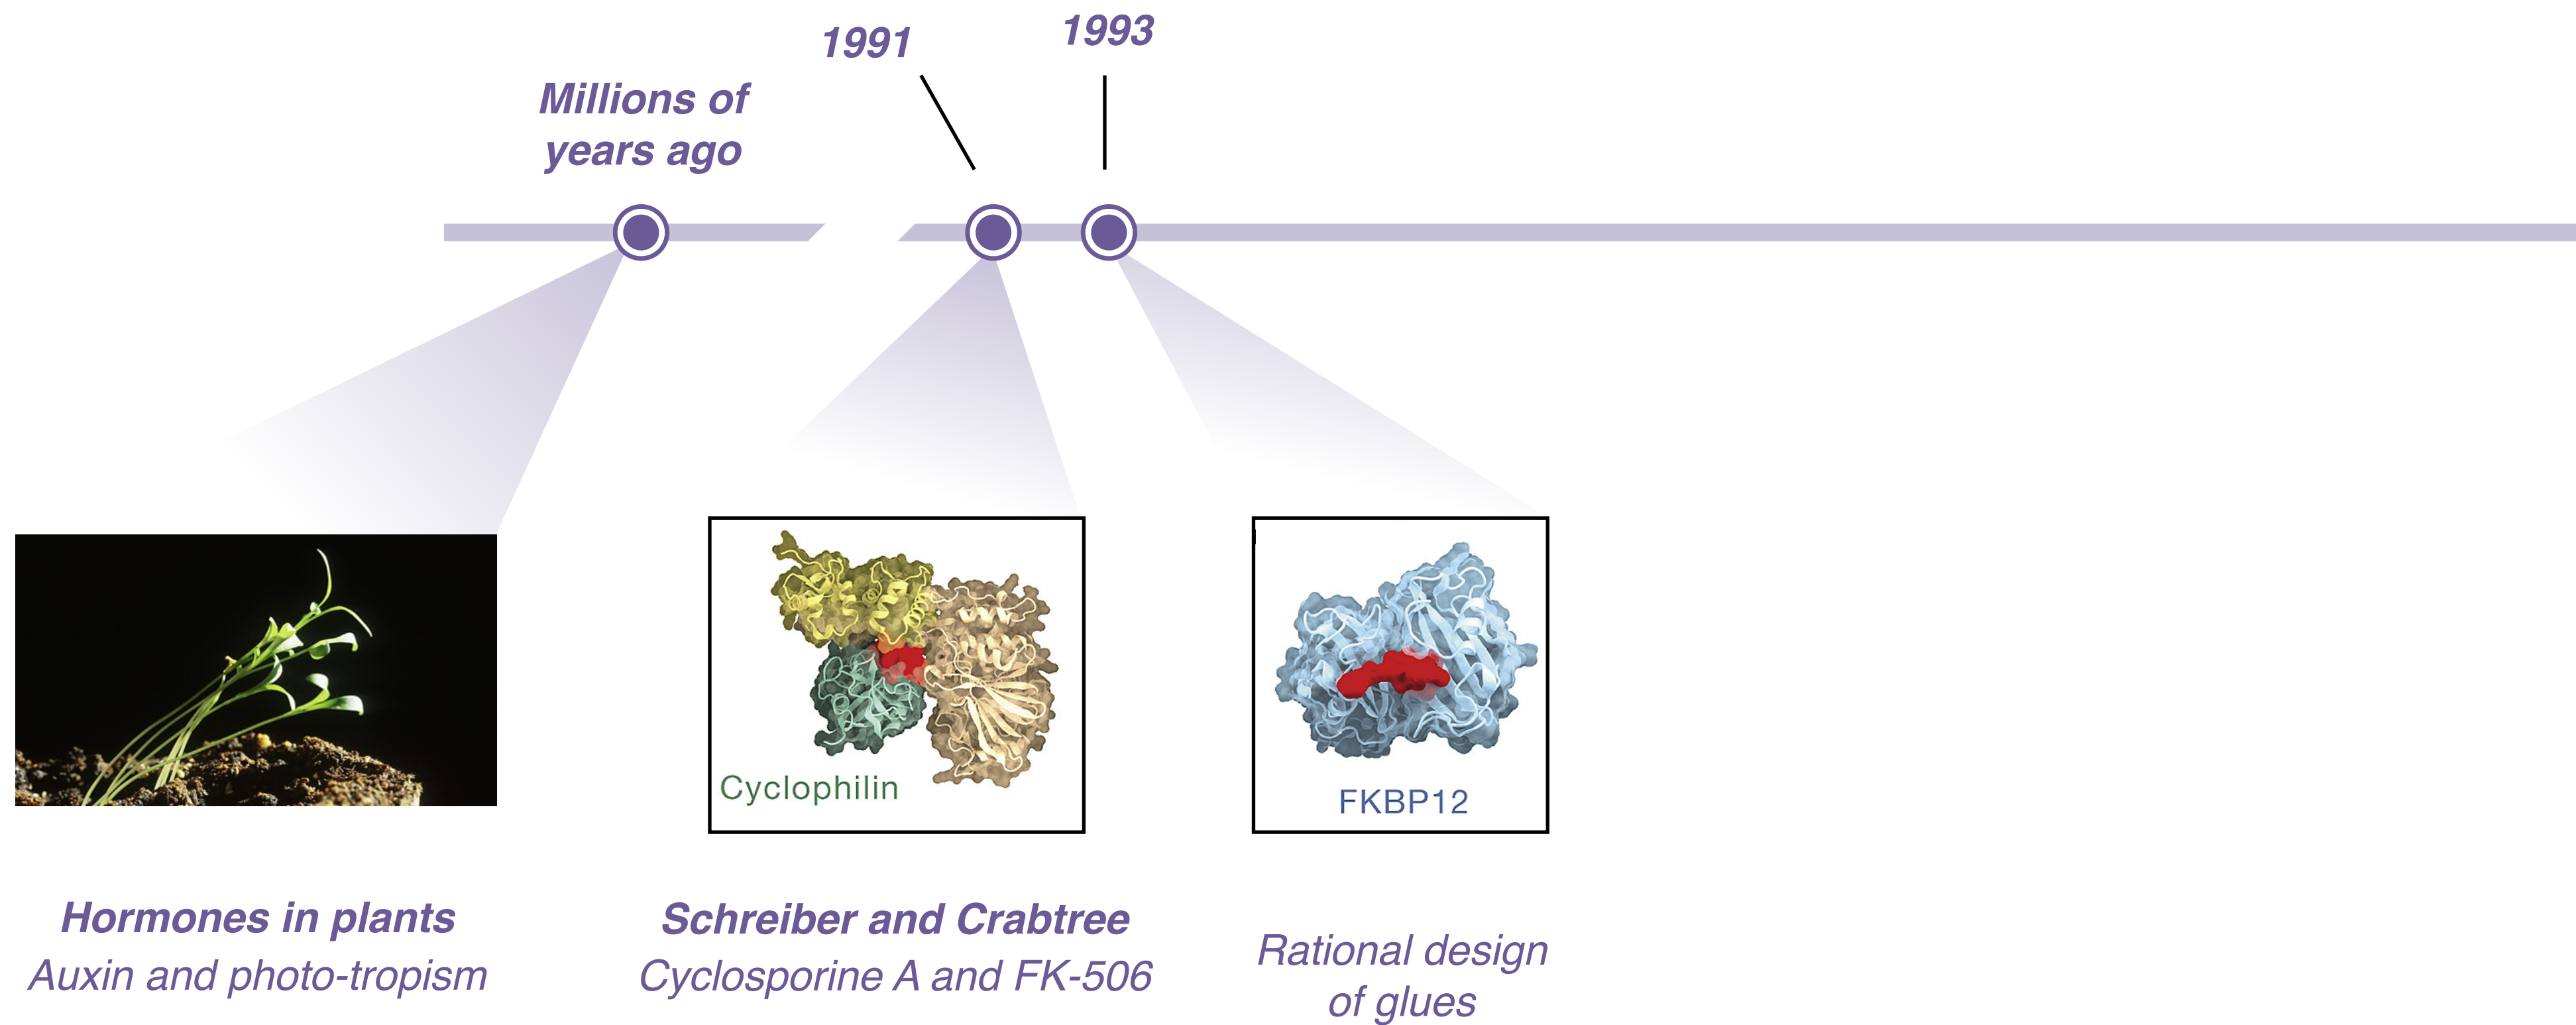 1991
1993
Millions of
years ago
Cyclophilin
FKBP12
Hormones in plants
Auxin and photo-tropism
Schreiber and Crabtree
Cyclosporine A and FK-506
Rational design
of glues